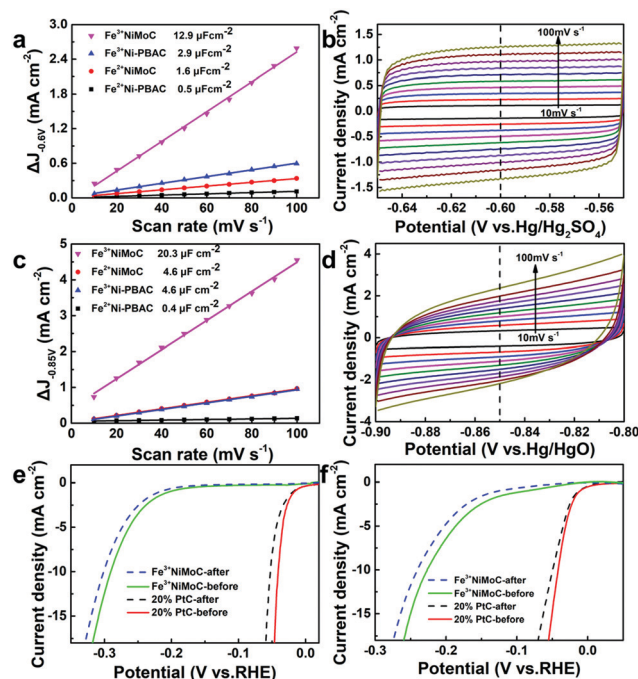 a
Fe³⁺NiMoC 12.9 μFcm⁻²
Fe³⁺Ni-PBAC 2.9 μFcm⁻²
Fe²⁺NiMoC 1.6 μFcm⁻²
Fe²⁺Ni-PBAC 0.5 μFcm⁻²
ΔJ-0.6V (mA cm⁻²)
2.6
2.4
1.8
1.2
0.6
0.0
0 20 40 60 80 100
Scan rate (mV s⁻¹)
b
100mV s⁻¹
10mV s⁻¹
Current density (mA cm⁻²)
1.5
1.0
0.5
0.0
-0.5
-1.0
-1.5
-0.64 -0.62 -0.60 -0.58 -0.56
Potential (V vs.Hg/Hg₂SO₄)
c
Fe³⁺NiMoC 20.3 μF cm⁻²
Fe²⁺NiMoC 4.6 μF cm⁻²
Fe³⁺Ni-PBAC 4.6 μF cm⁻²
Fe²⁺Ni-PBAC 0.4 μF cm⁻²
ΔJ-0.85V (mA cm⁻²)
5
4
3
2
1
0
0 20 40 60 80 100
Scan rate (mV s⁻¹)
d
100mV s⁻¹
10mV s⁻¹
Current density (mA cm⁻²)
4
2
0
-2
4
-0.90 -0.88 -0.86 -0.84 -0.82 -0.80
Potential (V vs.Hg/HgO)
e
Fe³⁺NiMoC-after
Fe³⁺NiMoC-before
20% PtC-after
20% PtC-before
Current density (mA cm⁻²)
0
-5
-10
-15
-0.3 -0.2 -0.1 0.0
Potential (V vs.RHE)
f
Fe³⁺NiMoC-after
Fe³⁺NiMoC-before
20% PtC-after
20% PtC-before
Current density (mA cm⁻²)
0
-5
-10
-15
-0.3 -0.2 -0.1 0.0
Potential (V vs.RHE)